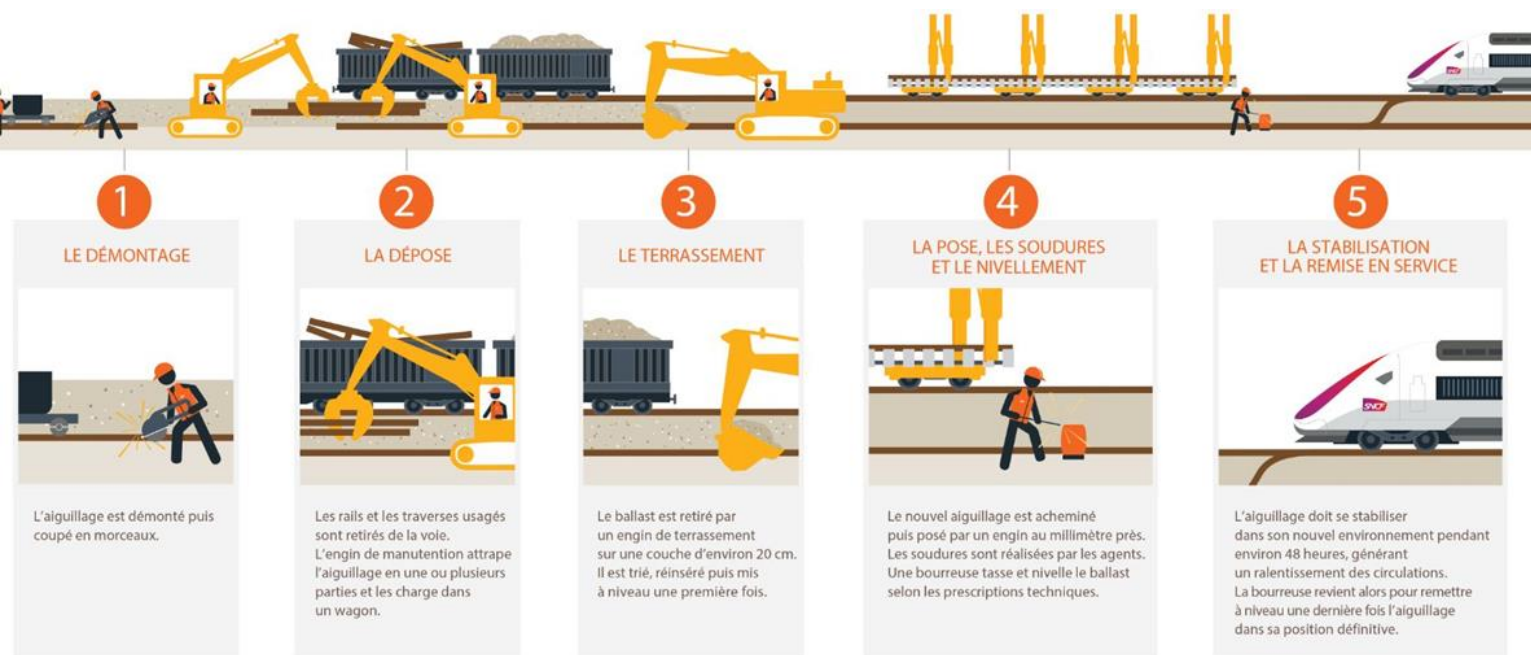 1
LE DÉMONTAGE
L'aiguillage est démonté puis
coupé en morceaux.
2
LA DÉPOSE
Les rails et les traverses usagés
sont retirés de la voie.
L'engin de manutention attrape
l'aiguillage en une ou plusieurs
parties et les charge dans
un wagon.
3
LE TERRASSEMENT
Le ballast est retiré par
un engin de terrassement
sur une couche d'environ 20 cm.
Il est trié, réinséré puis mis
à niveau une première fois.
4
LA POSE, LES SOUDURES
ET LE NIVELLEMENT
Le nouvel aiguillage est acheminé
puis posé par un engin au millimètre près.
Les soudures sont réalisées par les agents.
Une bourreuse tasse et nivelle le ballast
selon les prescriptions techniques.
SNCF
5
LA STABILISATION
ET LA REMISE EN SERVICE
SNCF
L'aiguillage doit se stabiliser
dans son nouvel environnement pendant
environ 48 heures, générant
un ralentissement des circulations.
La bourreuse revient alors pour remettre
à niveau une dernière fois l'aiguillage
dans sa position définitive.